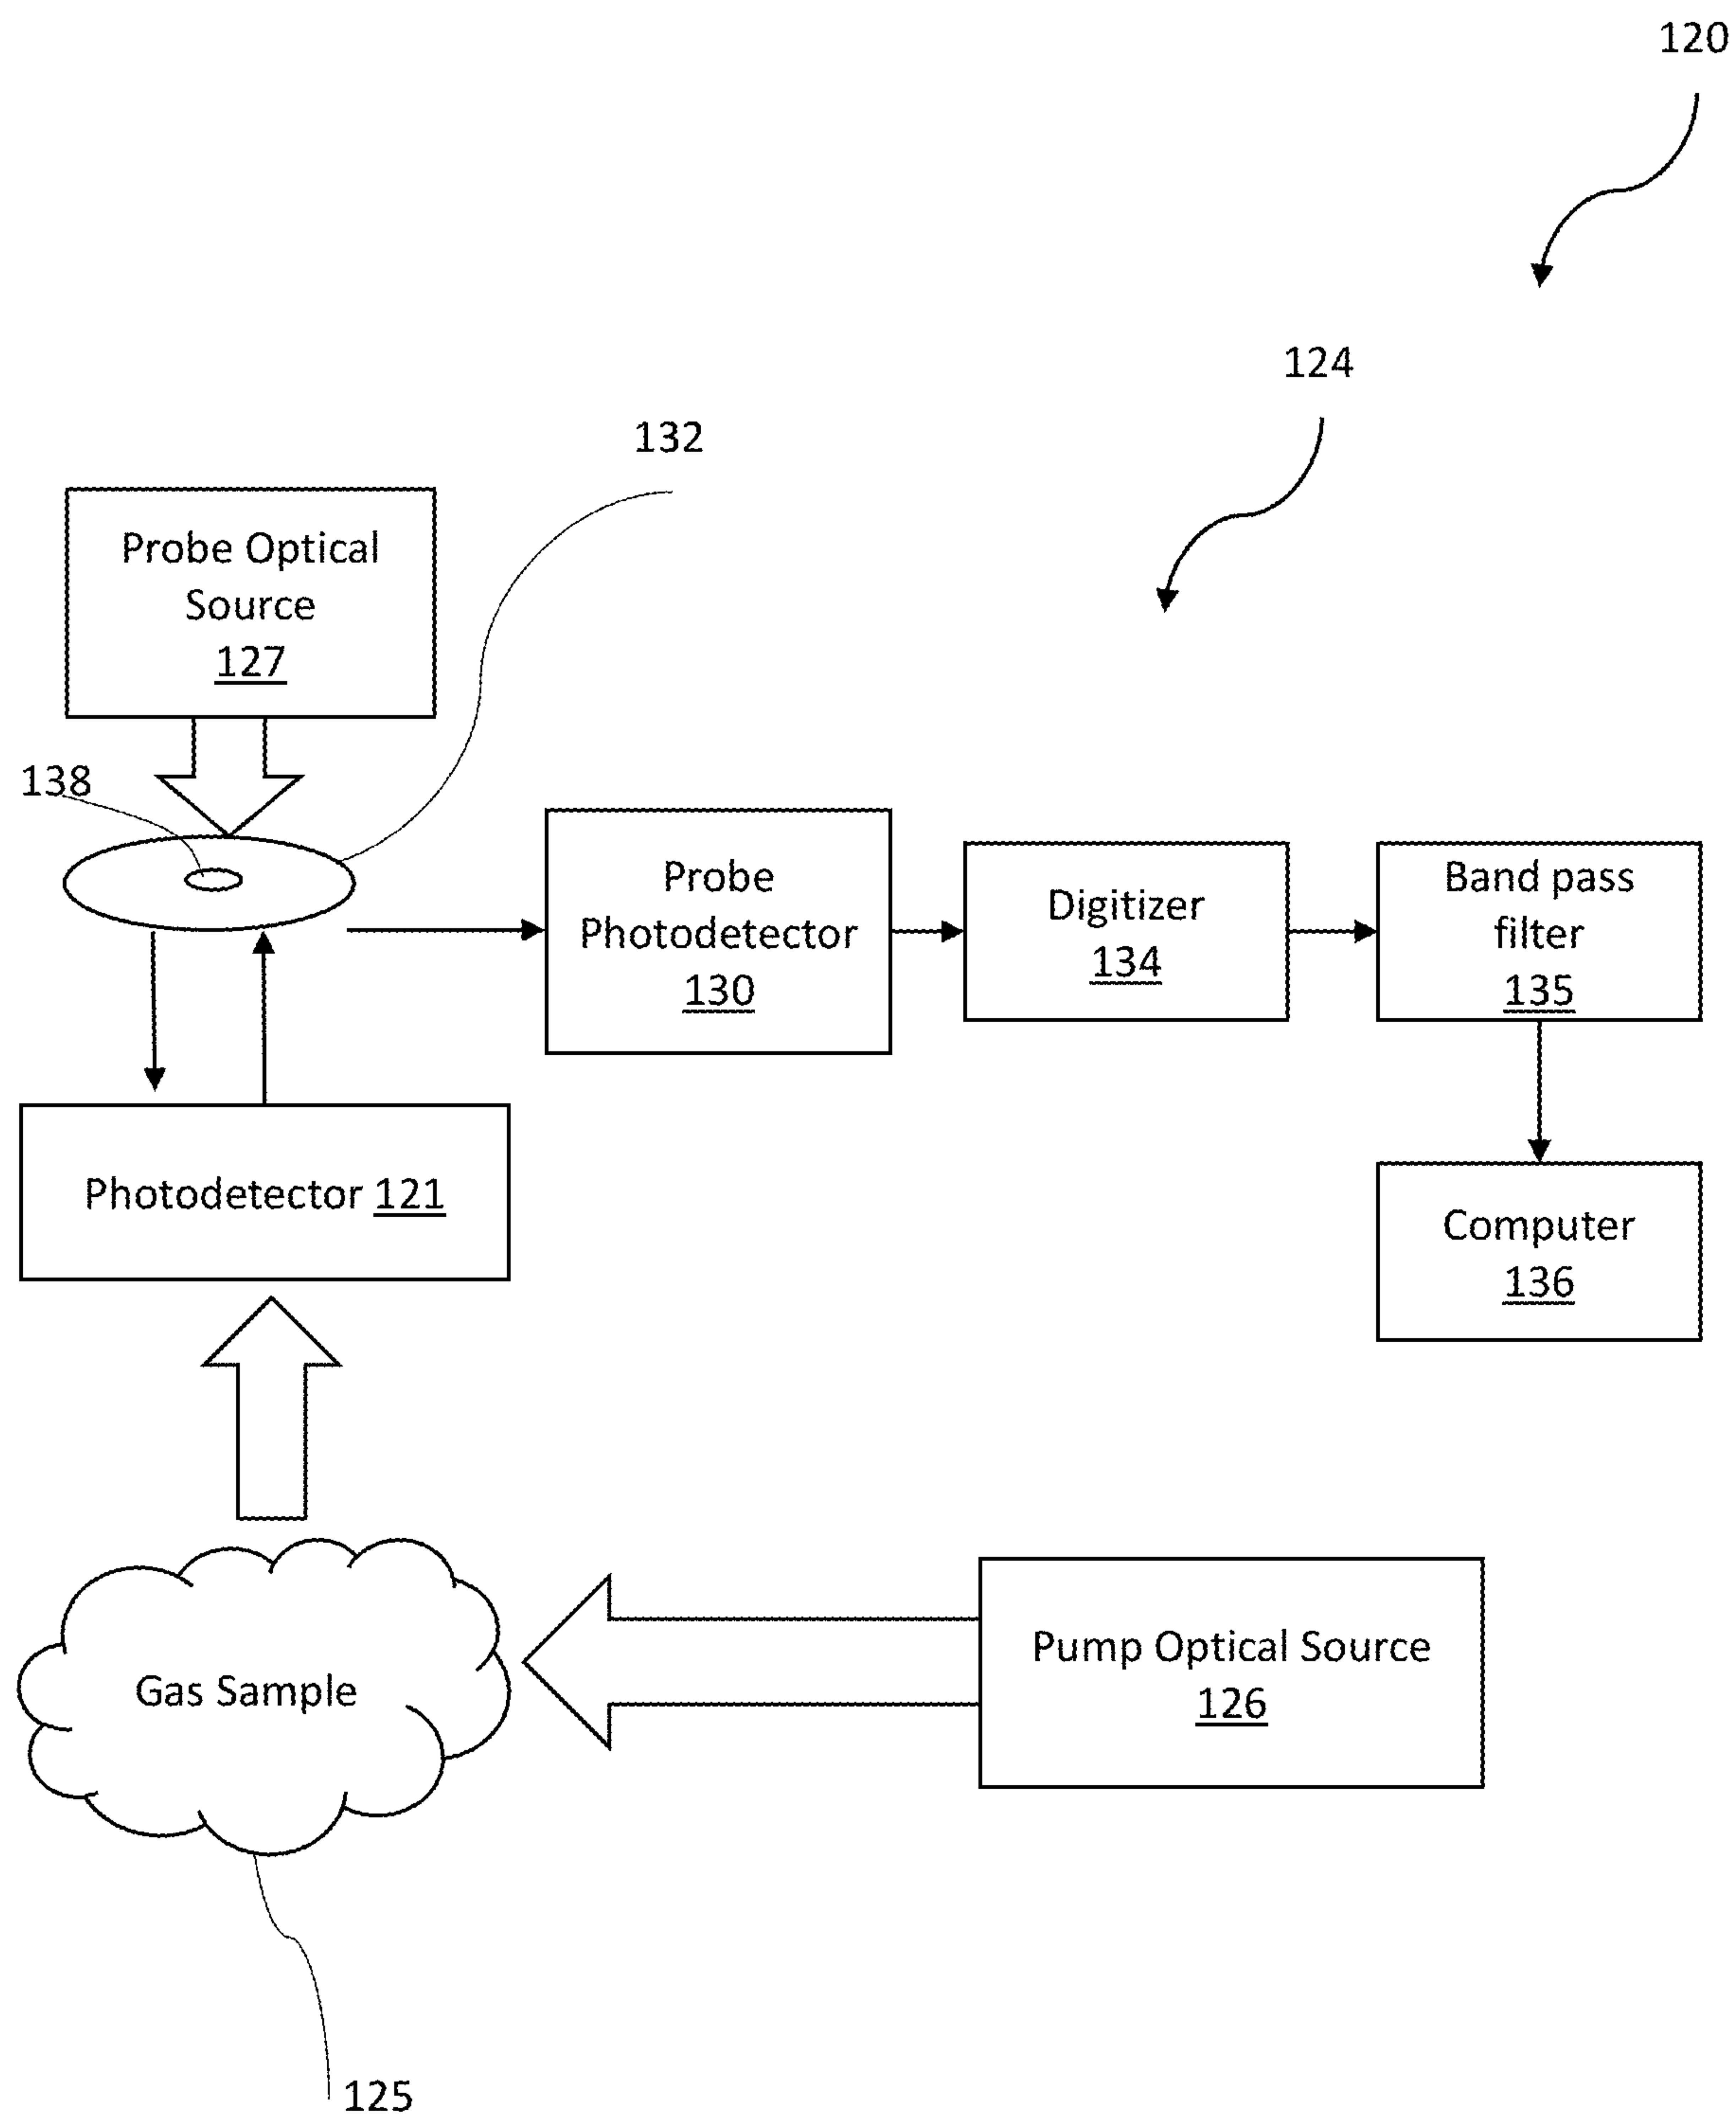 120
124
132
Probe Optical
Source
127
138
Probe
Photodetector
130
Digitizer
134
Band pass
filter
135
Photodetector 121
Computer
136
Gas Sample
Pump Optical Source
126
125